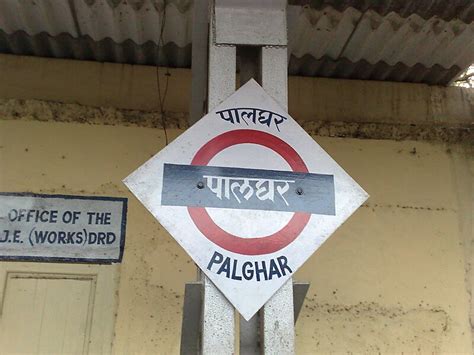 पालघर
पालघर
PALGHAR
OFFICE OF THE
J.E. (WORKS)DRD